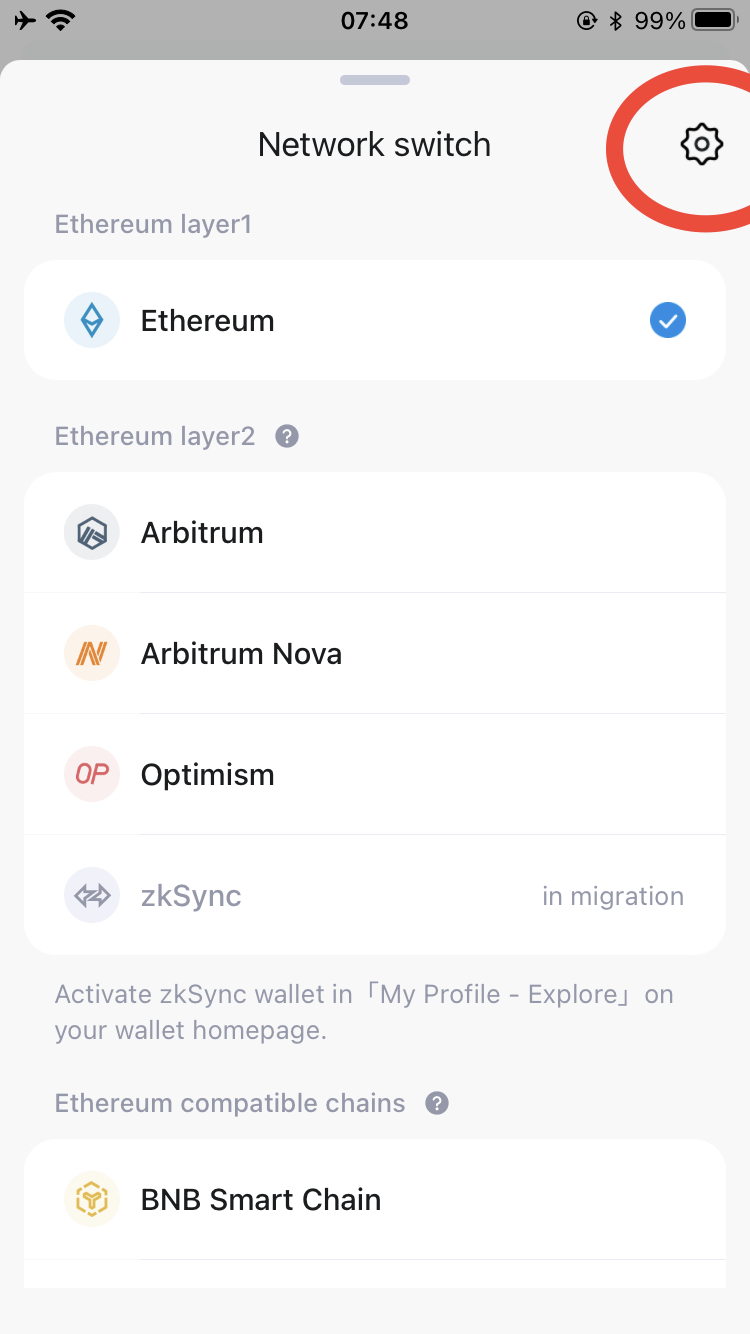 07:48
99%
Network switch
Ethereum layer1
Ethereum
Ethereum layer2
?
Arbitrum
Arbitrum Nova
OP
Optimism
zkSync
in migration
Activate zkSync wallet in「My Profile - Explore」on
your wallet homepage.
Ethereum compatible chains
?
BNB Smart Chain